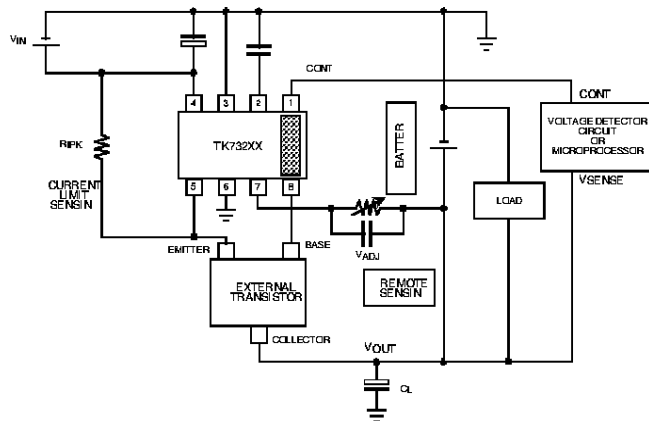 VIN
CONT
CONT
4 3 2 1
TK732XX
VOLTAGE DETECTOR
CIRCUIT
OR
MICROPROCESSOR
BATTER
RIPK
CURRENT
LIMIT
SENSIN
5 6 7 8
VSENSE
LOAD
EMITTER
BASE
VADJ
EXTERNAL
TRANSISTOR
REMOTE
SENSIN
COLLECTOR
VOUT
CL